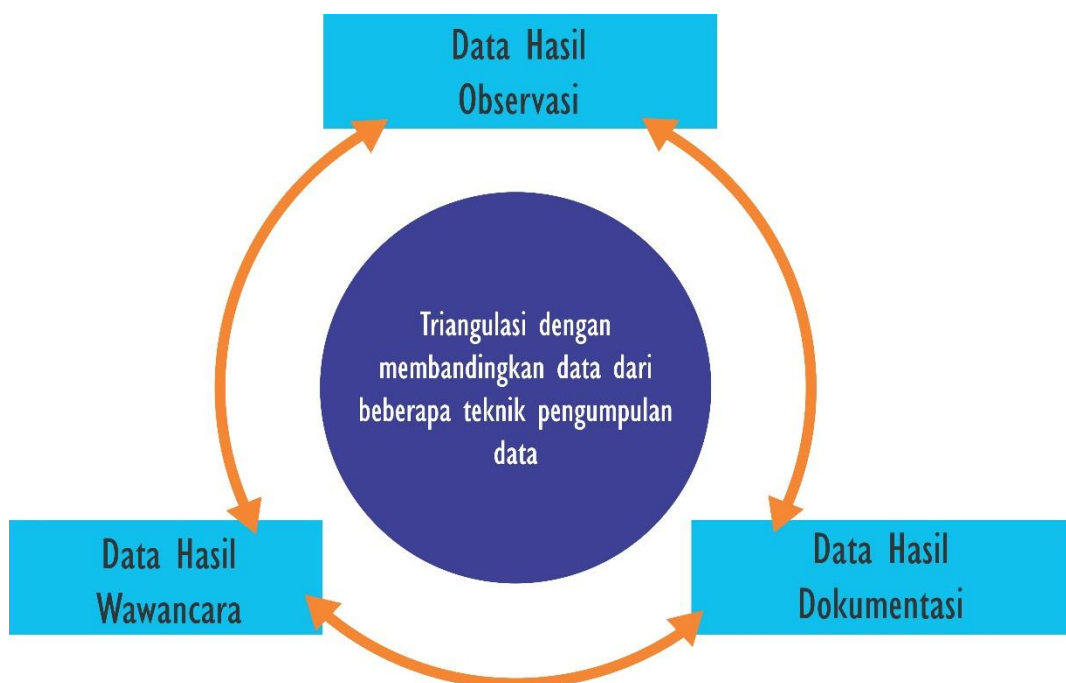 Data Hasil
Observasi
Triangulasi dengan
membandingkan data dari
beberapa teknik pengumpulan
data
Data Hasil
Wawancara
Data Hasil
Dokumentasi